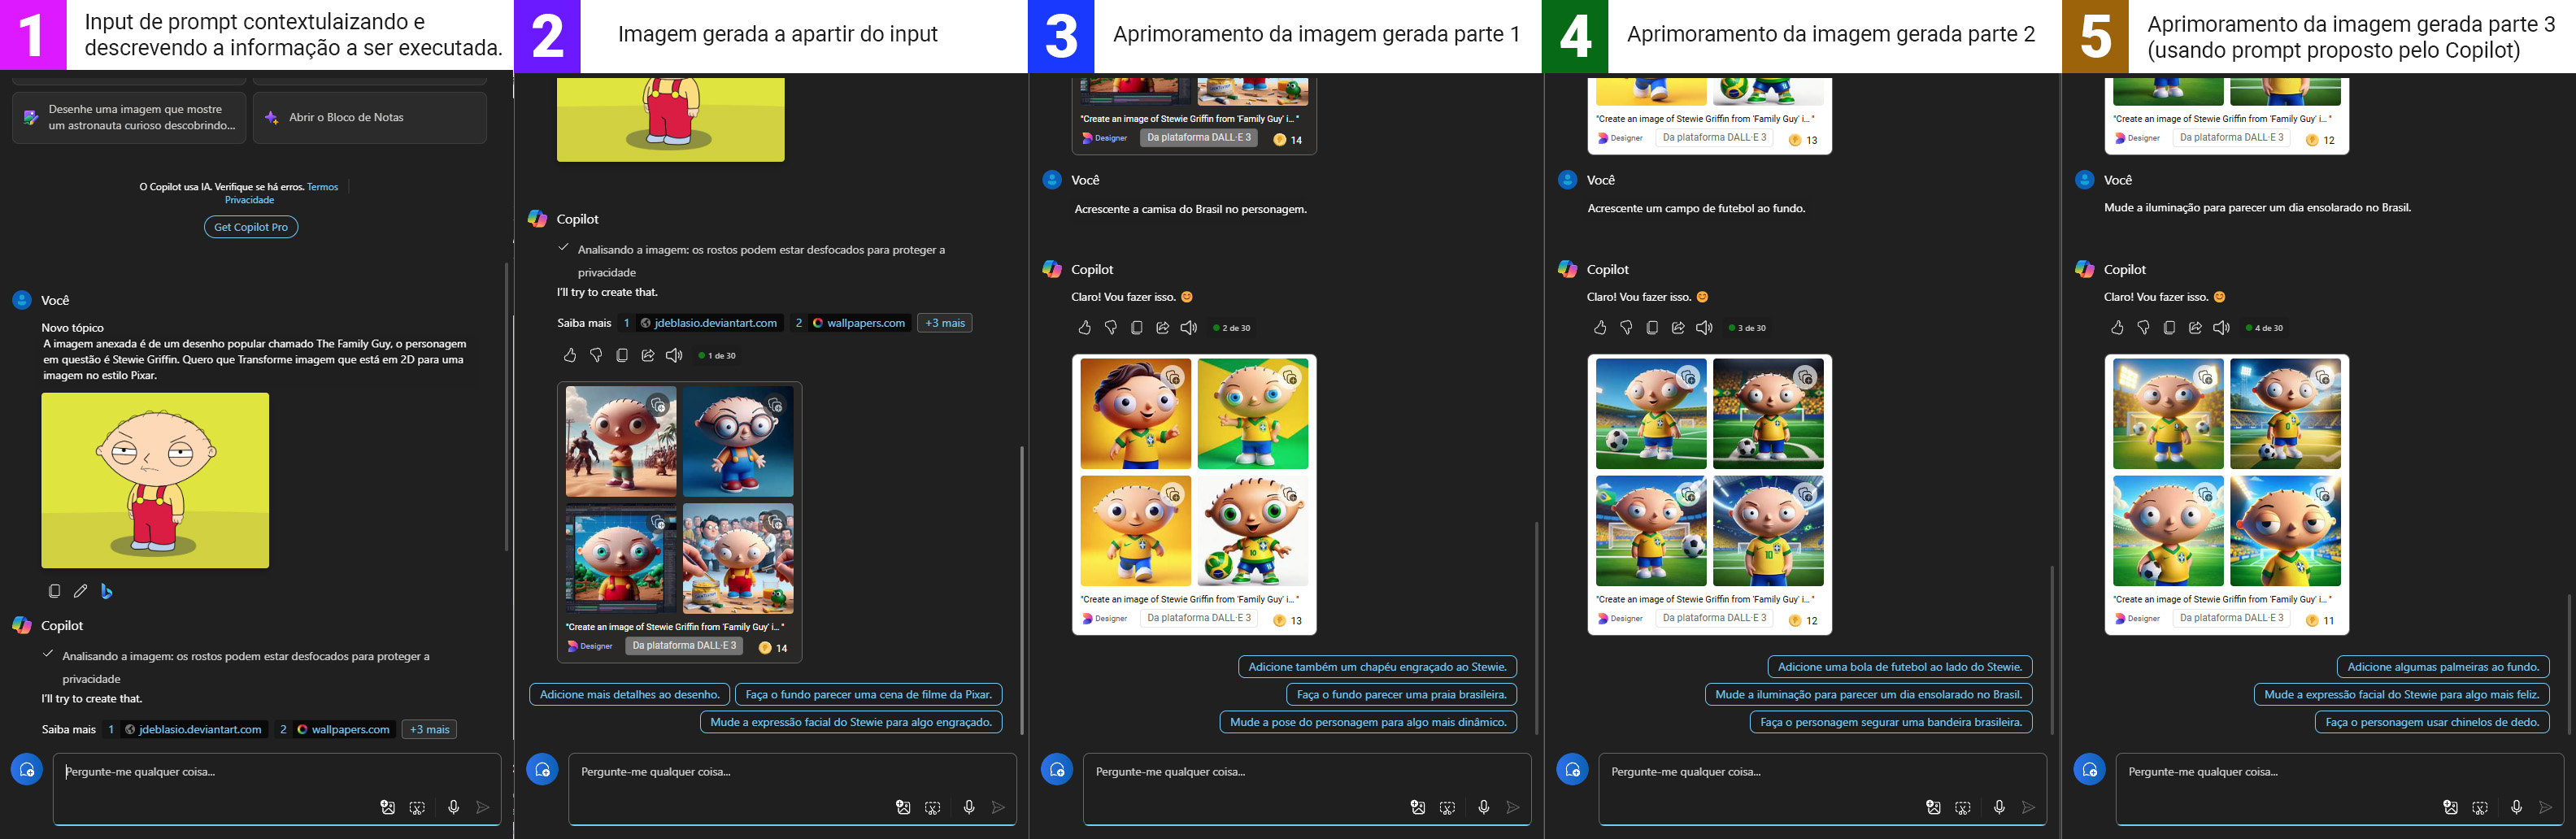 1
Input de prompt contextulaizando e
descrevendo a informação a ser executada.
Desenhe uma imagem que mostre
um astronauta curioso descobrindo...
Abrir o Bloco de Notas
O Copilot usa IA. Verifique se há erros. Termos
Privacidade
Get Copilot Pro
Você
Novo tópico
A imagem anexada é de um desenho popular chamado The Family Guy, o personagem
em questão é Stewie Griffin. Quero que Transforme imagem que está em 2D para uma
imagem no estilo Pixar.
Copilot
Analisando a imagem: os rostos podem estar desfocados para proteger a
privacidade
I'll try to create that.
Saiba mais 1 jdeblasio.deviantart.com 2 wallpapers.com +3 mais
Pergunte-me qualquer coisa...
2
Imagem gerada a apartir do input
Copilot
Analisando a imagem: os rostos podem estar desfocados para proteger a
privacidade
I'll try to create that.
Saiba mais 1 jdeblasio.deviantart.com 2 wallpapers.com +3 mais
1 de 30
"Create an image of Stewie Griffin from 'Family Guy' i... "
Designer Da plataforma DALL·E 3 14
Adicione mais detalhes ao desenho. Faça o fundo parecer uma cena de filme da Pixar.
Mude a expressão facial do Stewie para algo engraçado.
Pergunte-me qualquer coisa...
3
Aprimoramento da imagem gerada parte 1
"Create an image of Stewie Griffin from 'Family Guy' i... "
Designer Da plataforma DALL·E 3 14
Você
Acrescente a camisa do Brasil no personagem.
Copilot
Claro! Vou fazer isso. 😊
2 de 30
10
"Create an image of Stewie Griffin from 'Family Guy' i... "
Designer Da plataforma DALL·E 3 13
Adicione também um chapéu engraçado ao Stewie.
Faça o fundo parecer uma praia brasileira.
Mude a pose do personagem para algo mais dinâmico.
Pergunte-me qualquer coisa...
4
Aprimoramento da imagem gerada parte 2
"Create an image of Stewie Griffin from 'Family Guy' i... "
Designer Da plataforma DALL·E 3 13
Você
Acrescente um campo de futebol ao fundo.
Copilot
Claro! Vou fazer isso. 😊
3 de 30
10
"Create an image of Stewie Griffin from 'Family Guy' i... "
Designer Da plataforma DALL·E 3 12
Adicione uma bola de futebol ao lado do Stewie.
Mude a iluminação para parecer um dia ensolarado no Brasil.
Faça o personagem segurar uma bandeira brasileira.
Pergunte-me qualquer coisa...
5
Aprimoramento da imagem gerada parte 3
(usando prompt proposto pelo Copilot)
"Create an image of Stewie Griffin from 'Family Guy' i... "
Designer Da plataforma DALL·E 3 12
Você
Mude a iluminação para parecer um dia ensolarado no Brasil.
Copilot
Claro! Vou fazer isso. 😊
4 de 30
"Create an image of Stewie Griffin from 'Family Guy' i... "
Designer Da plataforma DALL·E 3 11
Adicione algumas palmeiras ao fundo.
Mude a expressão facial do Stewie para algo mais feliz.
Faça o personagem usar chinelos de dedo.
Pergunte-me qualquer coisa...